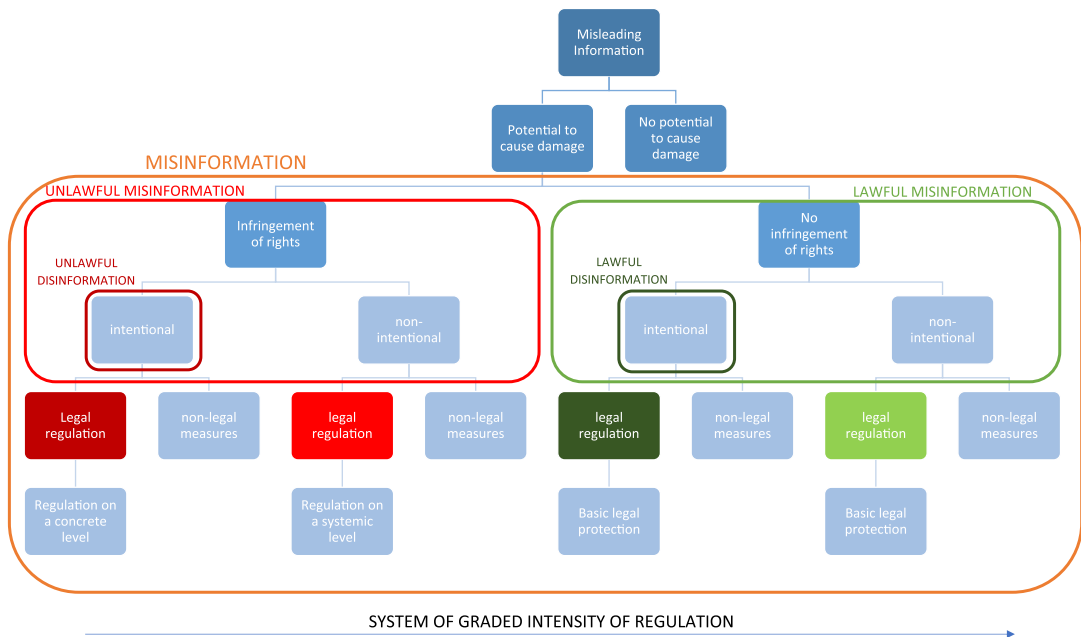 Misleading
Information
Potential to
cause damage
No potential
to cause
damage
MISINFORMATION
UNLAWFUL MISINFORMATION
LAWFUL MISINFORMATION
Infringement
of rights
No
infringement
of rights
UNLAWFUL
DISINFORMATION
LAWFUL
DISINFORMATION
intentional
non-
intentional
intentional
non-
intentional
Legal
regulation
non-legal
measures
legal
regulation
non-legal
measures
legal
regulation
non-legal
measures
legal
regulation
non-legal
measures
Regulation on
a concrete
level
Regulation on
a systemic
level
Basic legal
protection
Basic legal
protection
SYSTEM OF GRADED INTENSITY OF REGULATION